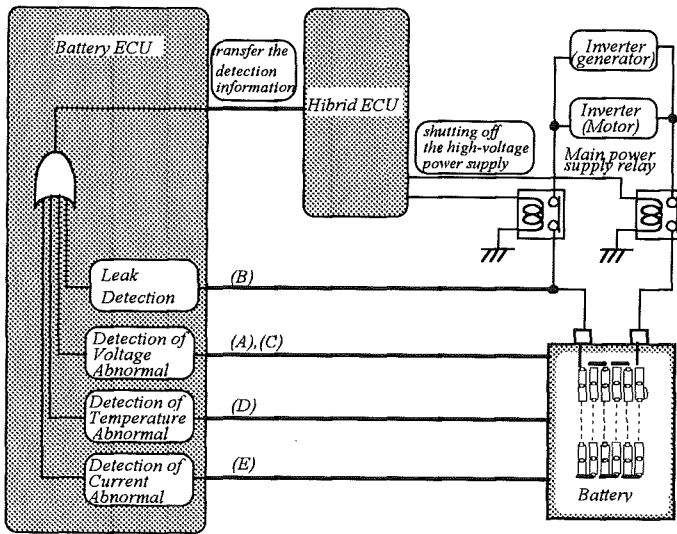 Battery ECU
transfer the
detection
information
Hibrid ECU
Inverter
(generator)
Inverter
(Motor)
shutting off
the high-voltage
power supply
Main power
supply relay
Leak
Detection
(B)
Detection of
Voltage
Abnormal
(A),(C)
Detection of
Temperature
Abnormal
(D)
Detection of
Current
Abnormal
(E)
Battery